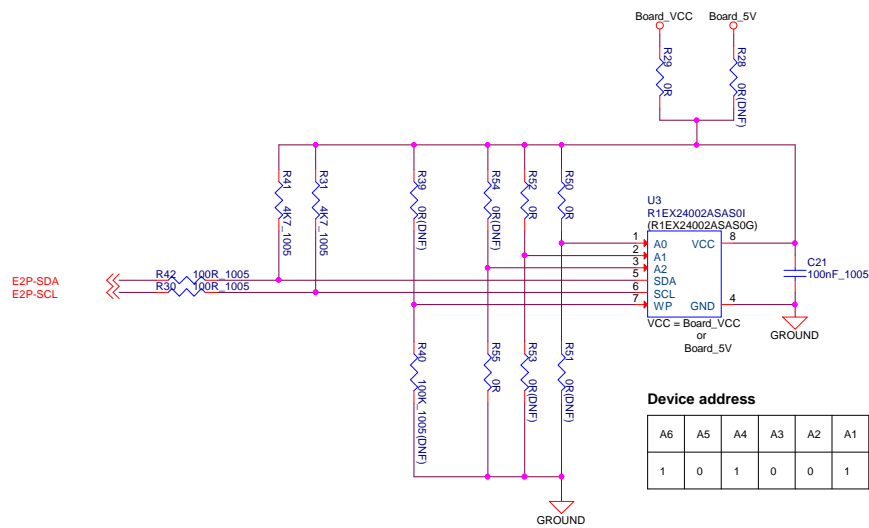 Board_VCC Board_5V
R29 0R
R28 0R(DNF)
R41 4K7_1005
R31 4K7_1005
R39 0R(DNF)
R54 0R(DNF)
R52 0R
R50 0R
U3
R1EX24002ASAS0I
(R1EX24002ASAS0G)
1 A0 VCC 8
2 A1
3 A2
5 SDA
6 SCL
7 WP GND 4
VCC = Board_VCC
or
Board_5V
C21
100nF_1005
GROUND
E2P-SDA
E2P-SCL
R42 100R_1005
R30 100R_1005
R40 100K_1005(DNF)
R55 0R
R53 0R(DNF)
R51 0R(DNF)
GROUND
Device address
A6 A5 A4 A3 A2 A1
1 0 1 0 0 1